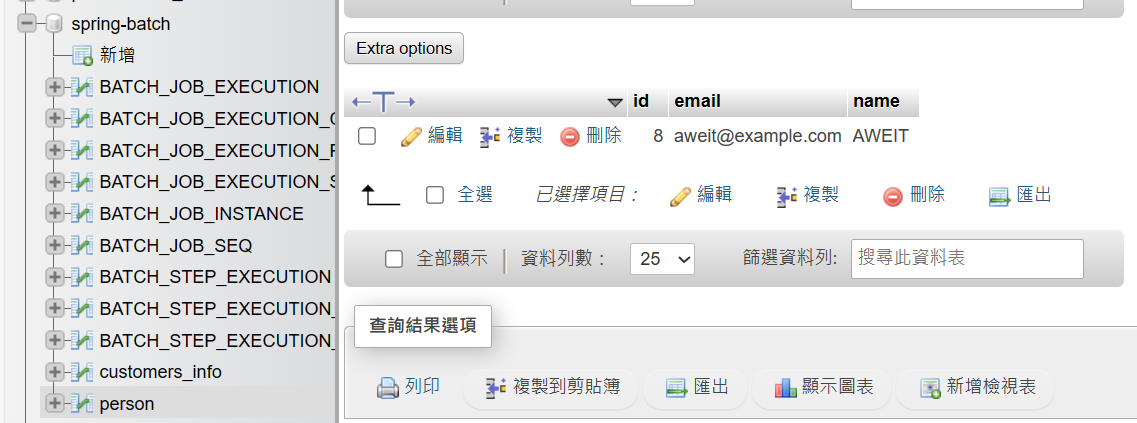 spring-batch
新增
BATCH_JOB_EXECUTION
BATCH_JOB_EXECUTION_
BATCH_JOB_EXECUTION_
BATCH_JOB_EXECUTION_
BATCH_JOB_INSTANCE
BATCH_JOB_SEQ
BATCH_STEP_EXECUTION
BATCH_STEP_EXECUTION_
BATCH_STEP_EXECUTION_
customers_info
person
Extra options
←T→ id email name
編輯 複製 刪除 8 aweit@example.com AWEIT
全選 已選擇項目： 編輯 複製 刪除 匯出
全部顯示 資料列數： 25 篩選資料列: 搜尋此資料表
查詢結果選項
列印 複製到剪貼簿 匯出 顯示圖表 新增檢視表